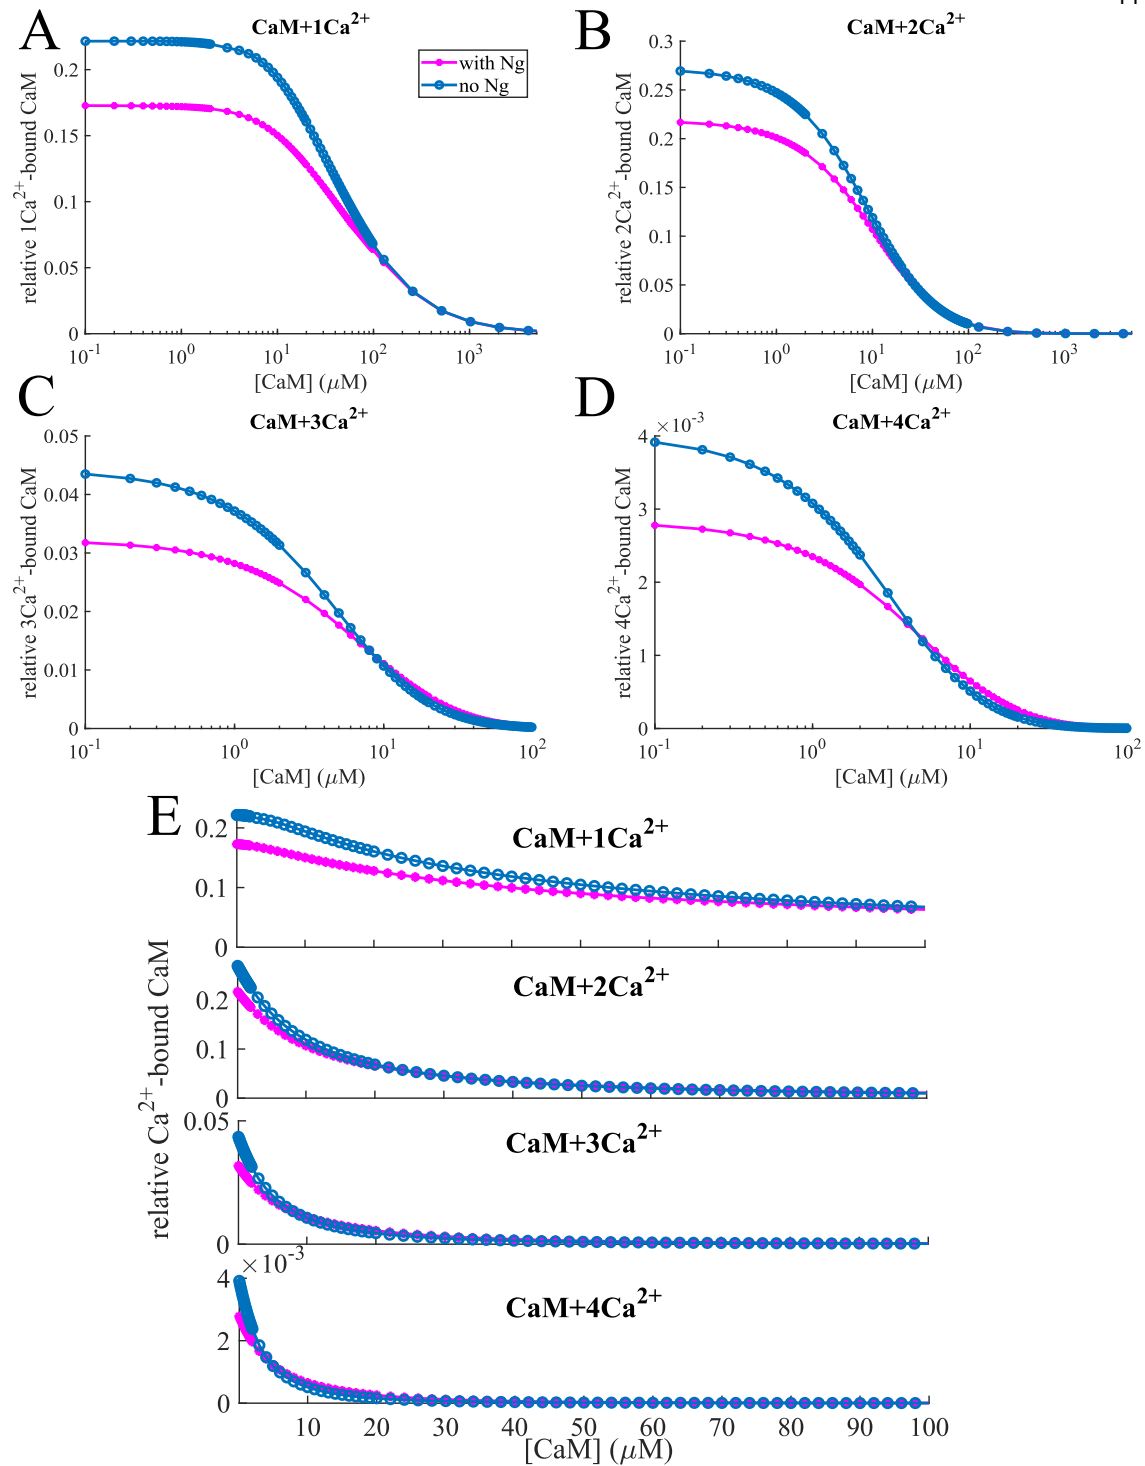 A
CaM+1Ca2+
relative 1Ca2+-bound CaM
0.2
0.15
0.1
0.05
0
10-1
100
101
102
103
[CaM] (μM)
with Ng
no Ng
B
CaM+2Ca2+
relative 2Ca2+-bound CaM
0.3
0.25
0.2
0.15
0.1
0.05
0
10-1
100
101
102
103
[CaM] (μM)
C
CaM+3Ca2+
relative 3Ca2+-bound CaM
0.05
0.04
0.03
0.02
0.01
0
10-1
100
101
102
[CaM] (μM)
D
CaM+4Ca2+
×10-3
relative 4Ca2+-bound CaM
4
3
2
1
0
10-1
100
101
102
[CaM] (μM)
E
relative Ca2+-bound CaM
CaM+1Ca2+
0.2
0.1
0
CaM+2Ca2+
0.2
0.1
0
CaM+3Ca2+
0.05
0
×10-3
CaM+4Ca2+
4
2
0
10
20
30
40
50
60
70
80
90
100
[CaM] (μM)